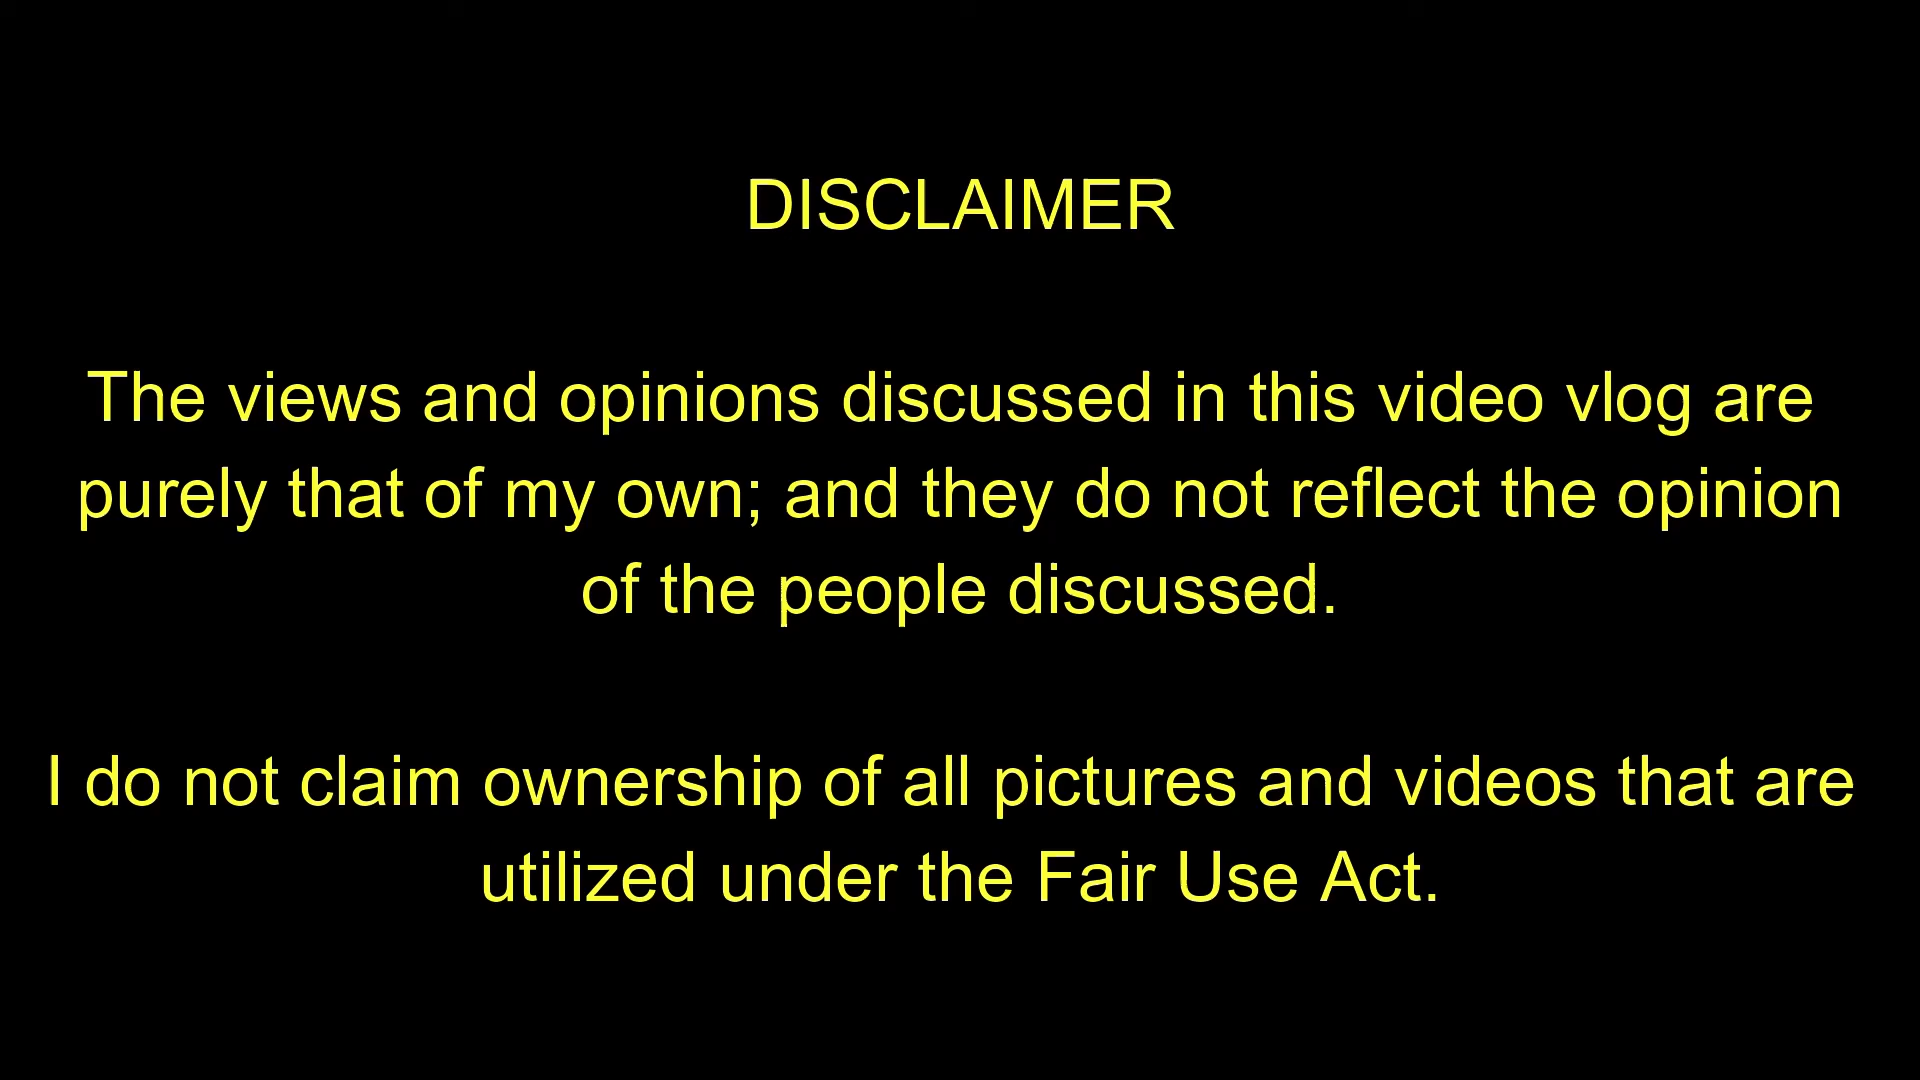 DISCLAIMER
The views and opinions discussed in this video vlog are
purely that of my own; and they do not reflect the opinion
of the people discussed.
I do not claim ownership of all pictures and videos that are
utilized under the Fair Use Act.